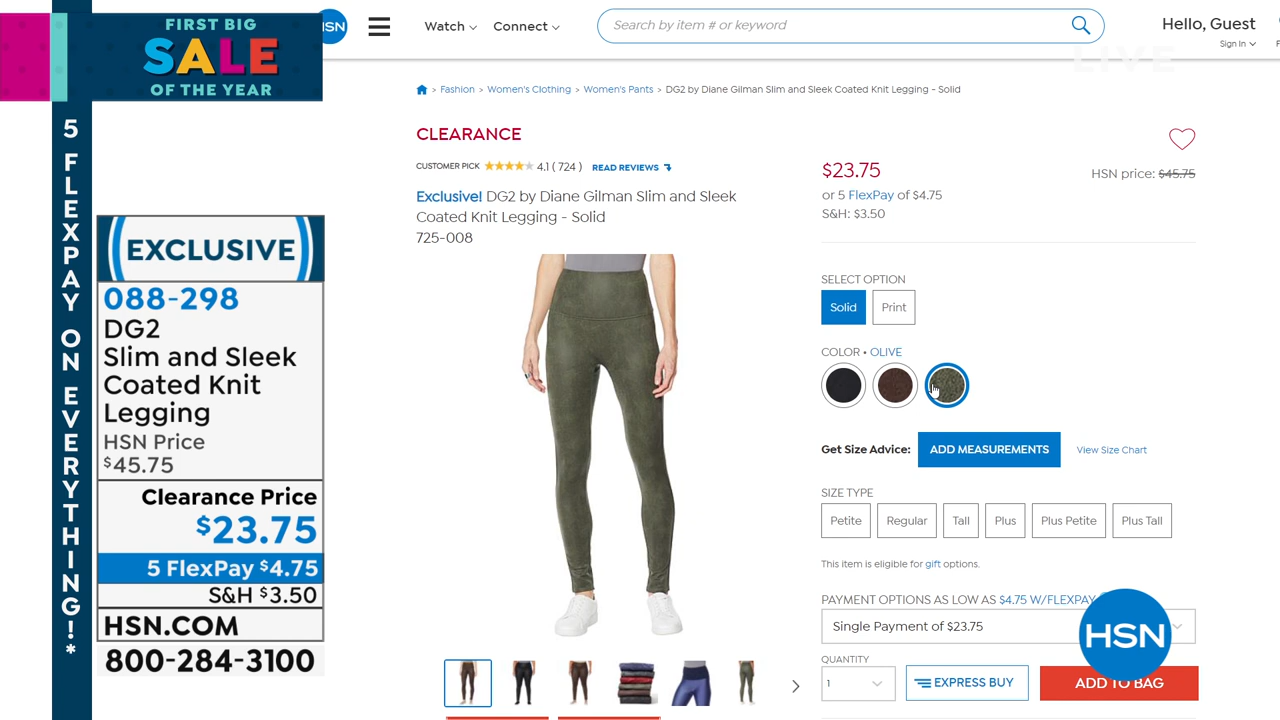 FIRST BIG
SALE
OF THE YEAR
5 FLEXPAY ON EVERYTHING!*
EXCLUSIVE
088-298
DG2
Slim and Sleek
Coated Knit
Legging
HSN Price
$45.75
Clearance Price
$23.75
5 FlexPay $4.75
S&H $3.50
HSN.COM
800-284-3100
HSN
Watch
Connect
Search by item # or keyword
Hello, Guest
Sign In
LIVE
> Fashion > Women's Clothing > Women's Pants > DG2 by Diane Gilman Slim and Sleek Coated Knit Legging - Solid
CLEARANCE
CUSTOMER PICK 4.1 ( 724 ) READ REVIEWS
Exclusive! DG2 by Diane Gilman Slim and Sleek
Coated Knit Legging - Solid
725-008
$23.75
HSN price: $45.75
or 5 FlexPay of $4.75
S&H: $3.50
SELECT OPTION
Solid
Print
COLOR • OLIVE
Get Size Advice: ADD MEASUREMENTS View Size Chart
SIZE TYPE
Petite
Regular
Tall
Plus
Plus Petite
Plus Tall
This item is eligible for gift options.
PAYMENT OPTIONS AS LOW AS $4.75 W/FLEXPAY
Single Payment of $23.75
HSN
QUANTITY
1
EXPRESS BUY
ADD TO BAG